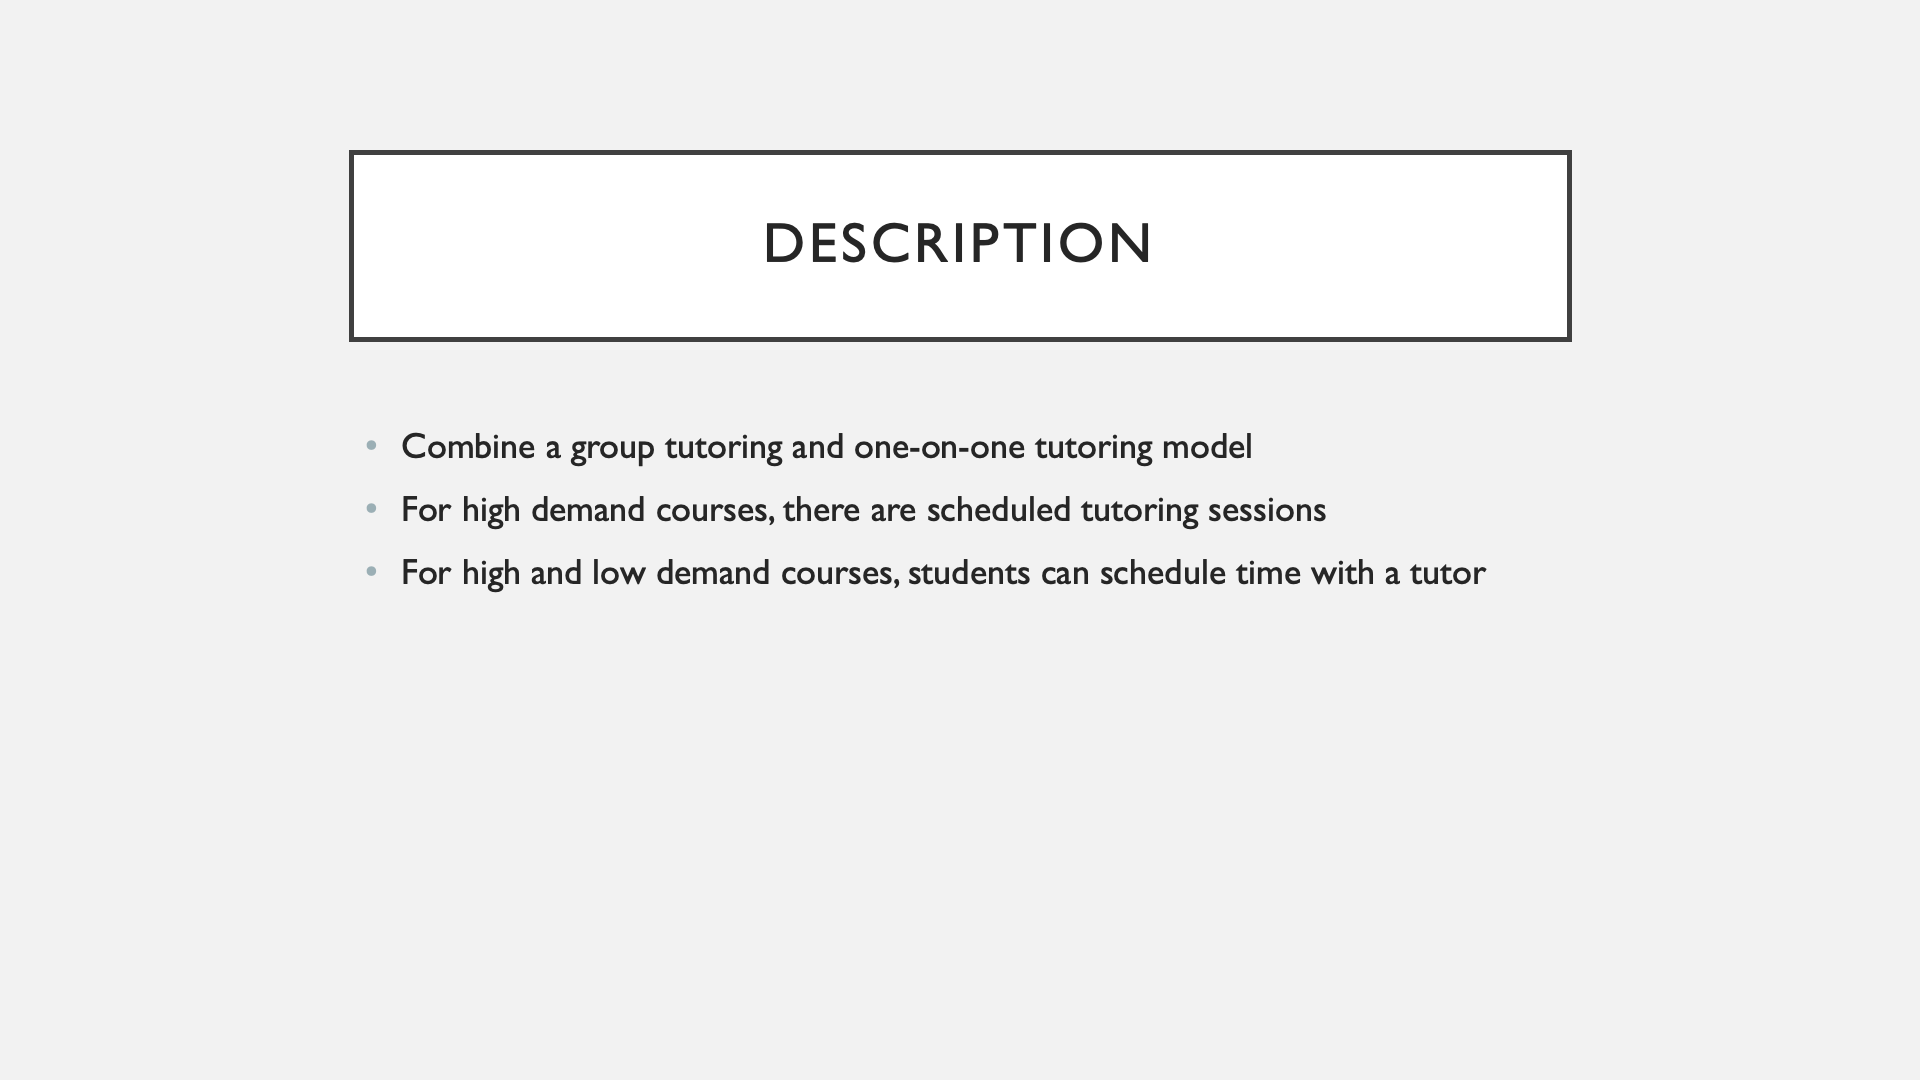 DESCRIPTION
• Combine a group tutoring and one-on-one tutoring model
• For high demand courses, there are scheduled tutoring sessions
• For high and low demand courses, students can schedule time with a tutor